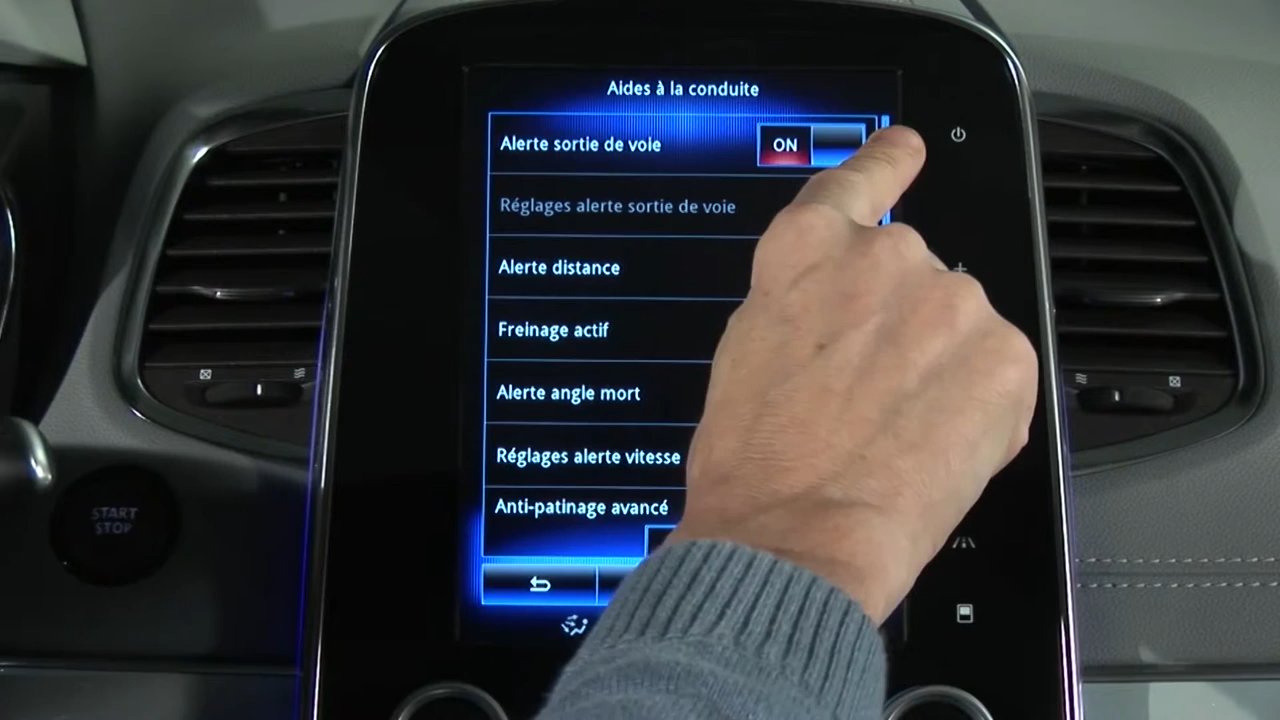 Aides à la conduite
Alerte sortie de voie
ON
Réglages alerte sortie de voie
Alerte distance
Freinage actif
Alerte angle mort
Réglages alerte vitesse
Anti-patinage avancé
START
STOP